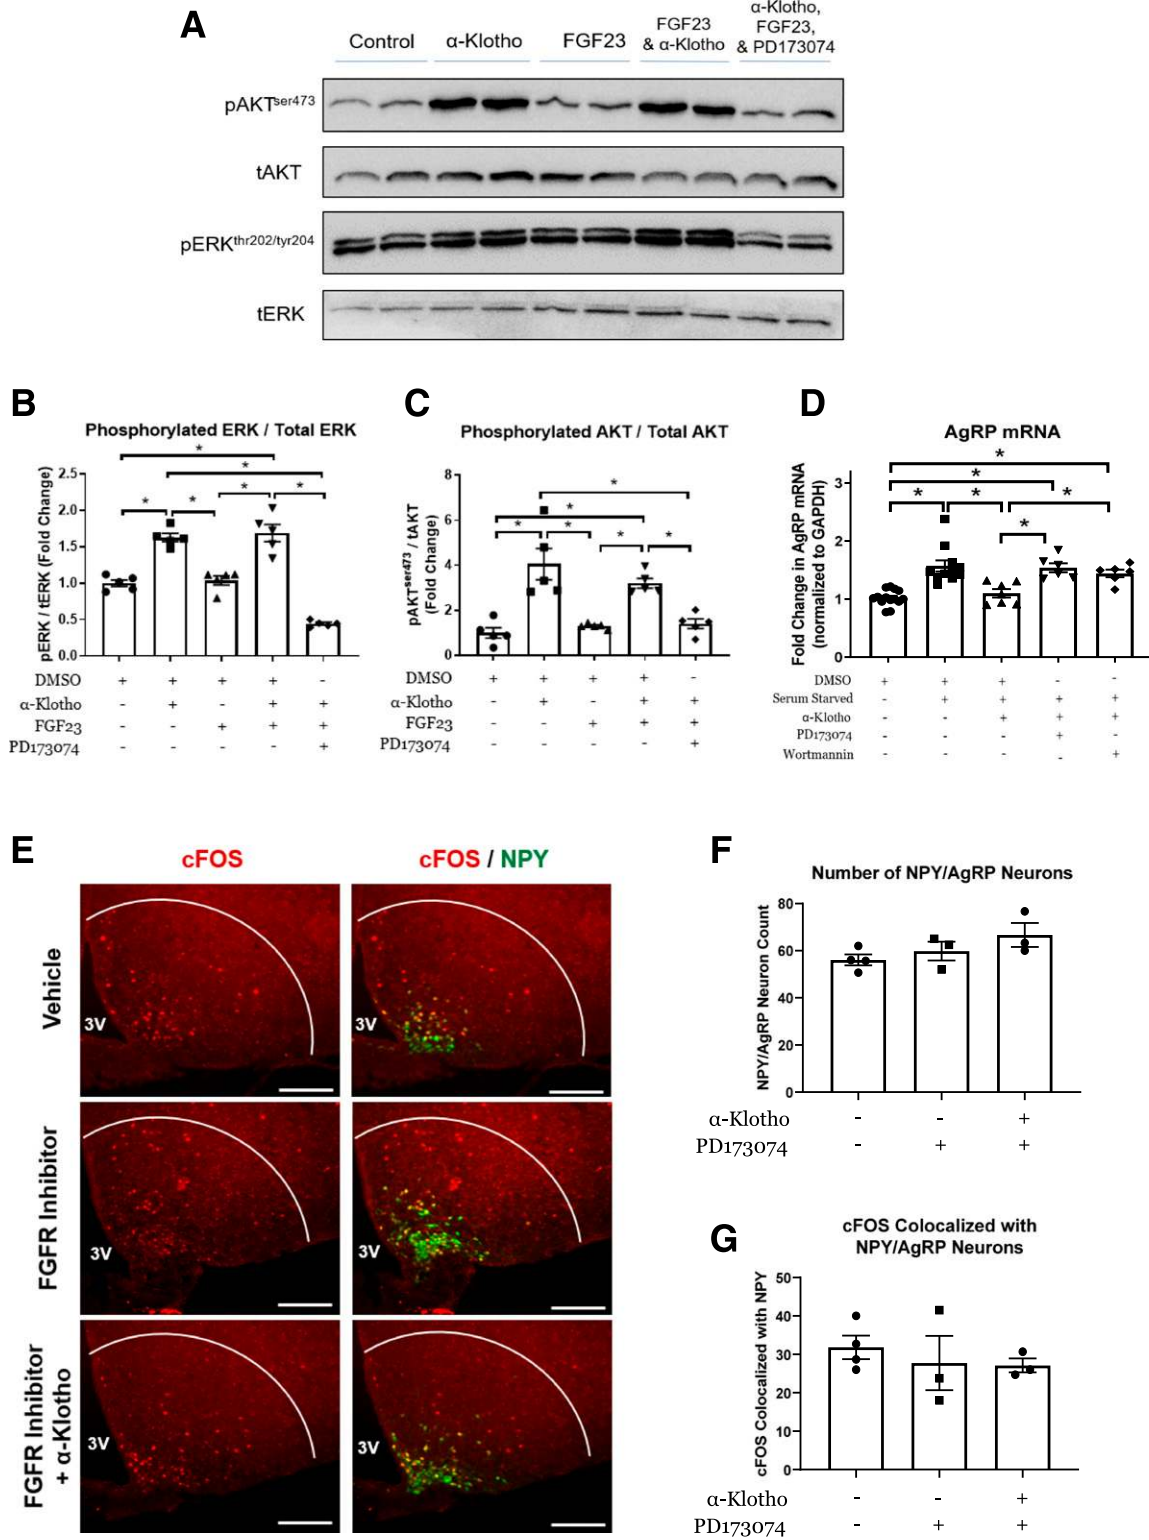 A
Control
α-Klotho
FGF23
FGF23
& α-Klotho
α-Klotho,
FGF23,
& PD173074
pAKTser473
tAKT
pERKthr202/tyr204
tERK
B
Phosphorylated ERK / Total ERK
pERK / tERK (Fold Change)
2.5
2.0
1.5
1.0
0.5
0.0
* * * * * *
DMSO + + + + -
α-Klotho - + - + +
FGF23 - - + + +
PD173074 - - - - +
C
Phosphorylated AKT / Total AKT
pAKTser473 / tAKT
(Fold Change)
8
6
4
2
0
* * * * * *
DMSO + + + + -
α-Klotho - + - + +
FGF23 - - + + +
PD173074 - - - - +
D
AgRP mRNA
Fold Change in AgRP mRNA
(normalized to GAPDH)
3
2
1
0
* * * * * *
DMSO + + + - -
Serum Starved - + + + +
α-Klotho - - + + +
PD173074 - - - + -
Wortmannin - - - - +
E
cFOS
cFOS / NPY
Vehicle
3V
3V
FGFR Inhibitor
3V
3V
FGFR Inhibitor
+ α-Klotho
3V
3V
F
Number of NPY/AgRP Neurons
NPY/AgRP Neuron Count
80
60
40
20
0
α-Klotho - - +
PD173074 - + +
G
cFOS Colocalized with
NPY/AgRP Neurons
cFOS Colocalized with NPY
50
40
30
20
10
0
α-Klotho - - +
PD173074 - + +